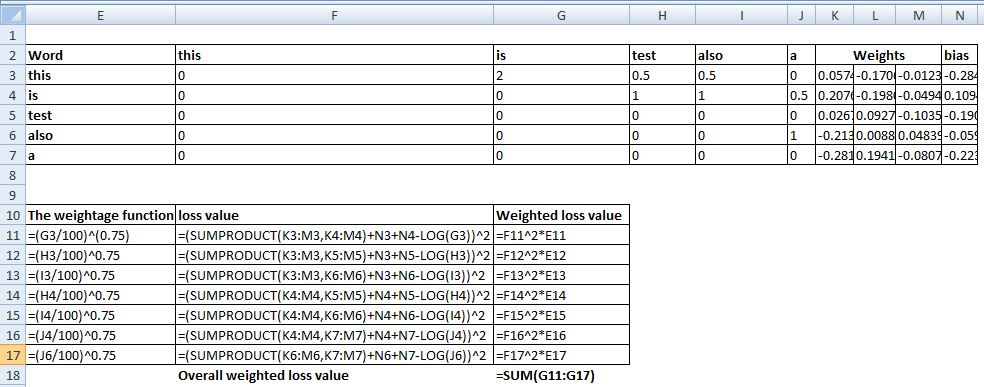 E F G H I J K L M N
1
2 Word this is test also a Weights bias
3 this 0 2 0.5 0.5 0 0.0574 -0.170 -0.0123 -0.284
4 is 0 0 1 1 0.5 0.2076 -0.198 -0.0494 0.109
5 test 0 0 0 0 0 0.0267 0.0927 -0.1035 -0.190
6 also 0 0 0 0 1 -0.213 0.0088 0.0483 -0.059
7 a 0 0 0 0 0 -0.281 0.1941 -0.0807 -0.223
8
9
10 The weightage function loss value Weighted loss value
11 =(G3/100)^(0.75) =(SUMPRODUCT(K3:M3,K4:M4)+N3+N4-LOG(G3))^2 =F11^2*E11
12 =(H3/100)^0.75 =(SUMPRODUCT(K3:M3,K5:M5)+N3+N5-LOG(H3))^2 =F12^2*E12
13 =(I3/100)^0.75 =(SUMPRODUCT(K3:M3,K6:M6)+N3+N6-LOG(I3))^2 =F13^2*E13
14 =(H4/100)^0.75 =(SUMPRODUCT(K4:M4,K5:M5)+N4+N5-LOG(H4))^2 =F14^2*E14
15 =(I4/100)^0.75 =(SUMPRODUCT(K4:M4,K6:M6)+N4+N6-LOG(I4))^2 =F15^2*E15
16 =(J4/100)^0.75 =(SUMPRODUCT(K4:M4,K7:M7)+N4+N7-LOG(J4))^2 =F16^2*E16
17 =(J6/100)^0.75 =(SUMPRODUCT(K6:M6,K7:M7)+N6+N7-LOG(J6))^2 =F17^2*E17
18 Overall weighted loss value =SUM(G11:G17)